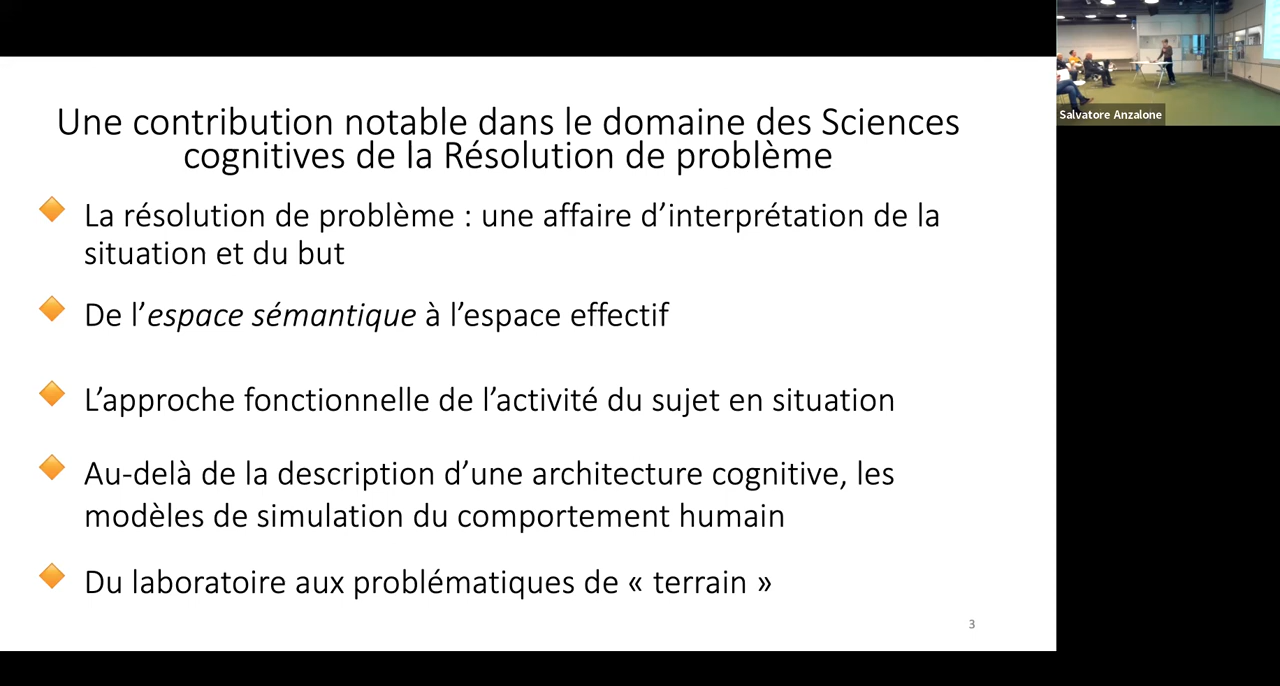 Une contribution notable dans le domaine des Sciences
cognitives de la Résolution de problème
La résolution de problème : une affaire d’interprétation de la
situation et du but
De l’espace sémantique à l’espace effectif
L’approche fonctionnelle de l’activité du sujet en situation
Au-delà de la description d’une architecture cognitive, les
modèles de simulation du comportement humain
Du laboratoire aux problématiques de « terrain »
3
Salvatore Anzalone